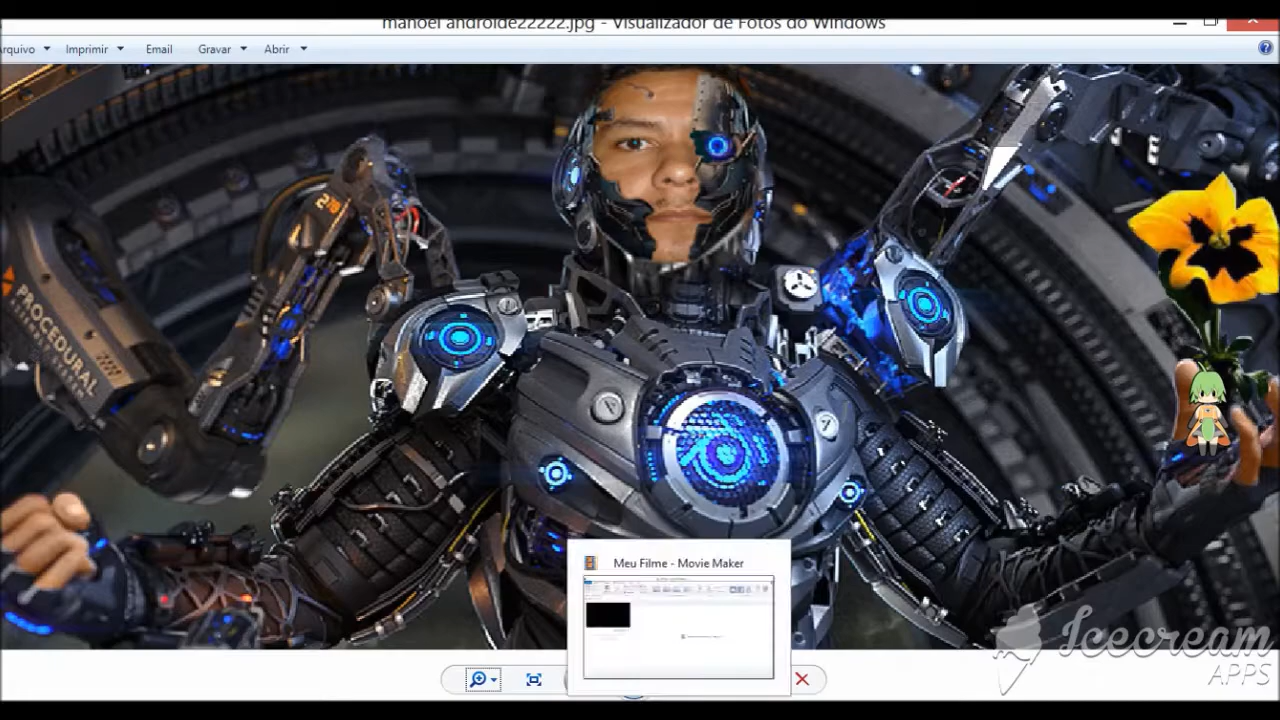 manoel androide22222.jpg - Visualizador de Fotos do Windows
rquivo Imprimir Email Gravar Abrir
28
PROCEDURAL
Meu Filme - Movie Maker
Icecream
APPS